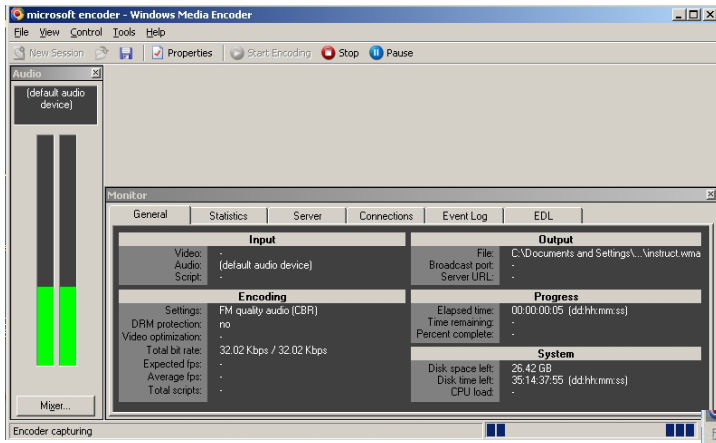 microsoft encoder - Windows Media Encoder
File View Control Tools Help
New Session Properties Start Encoding Stop Pause
Audio
(default audio
device)
Monitor
General Statistics Server Connections Event Log EDL
Input
Video: -
Audio: (default audio device)
Script: -
Output
File: C:\Documents and Settings\...\instruct.wma
Broadcast port: -
Server URL: -
Encoding
Settings: FM quality audio (CBR)
DRM protection: no
Video optimization: -
Total bit rate: 32.02 Kbps / 32.02 Kbps
Expected fps: -
Average fps: -
Total scripts: -
Progress
Elapsed time: 00:00:00:05 (dd:hh:mm:ss)
Time remaining: -
Percent complete: -
System
Disk space left: 26.42 GB
Disk time left: 35:14:37:55 (dd:hh:mm:ss)
CPU load: -
Mixer...
Encoder capturing